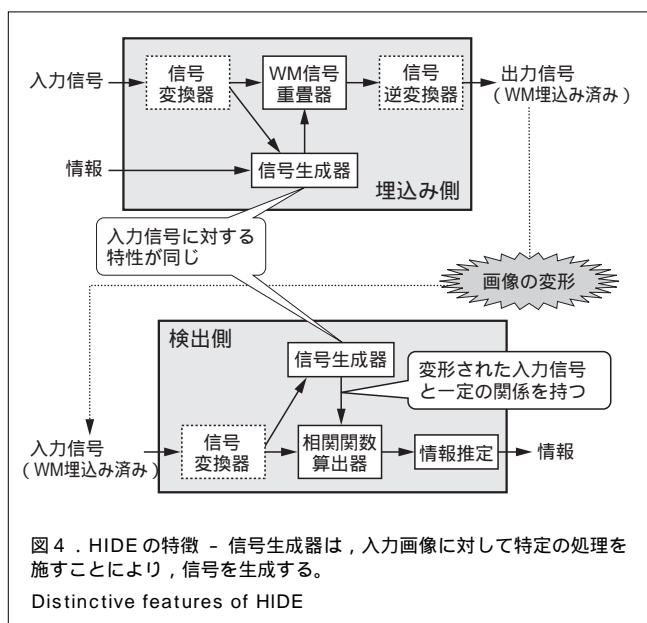 入力信号
信号
変換器
WM信号
重畳器
信号
逆変換器
出力信号
(WM埋込み済み)
情報
信号生成器
埋込み側
入力信号に対する
特性が同じ
画像の変形
検出側
信号生成器
変形された入力信号
と一定の関係を持つ
入力信号
(WM埋込み済み)
信号
変換器
相関関数
算出器
情報推定
情報
図4．HIDEの特徴 － 信号生成器は，入力画像に対して特定の処理を
施すことにより，信号を生成する。
Distinctive features of HIDE